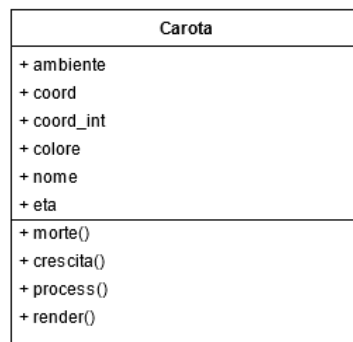 Carota
+ ambiente
+ coord
+ coord_int
+ colore
+ nome
+ eta
+ morte()
+ crescita()
+ process()
+ render()